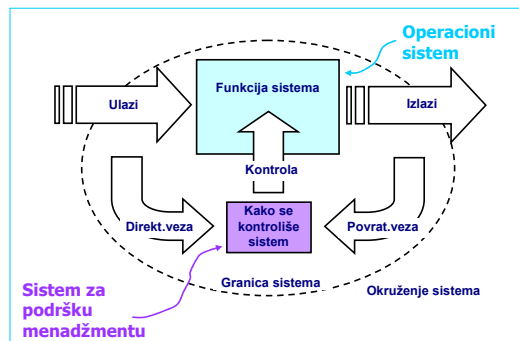 Operacioni
sistem
Funkcija sistema
Ulazi
Izlazi
Kontrola
Direkt.veza
Kako se
kontroliše
sistem
Povrat.veza
Granica sistema
Okruženje sistema
Sistem za
podršku
menadžmentu